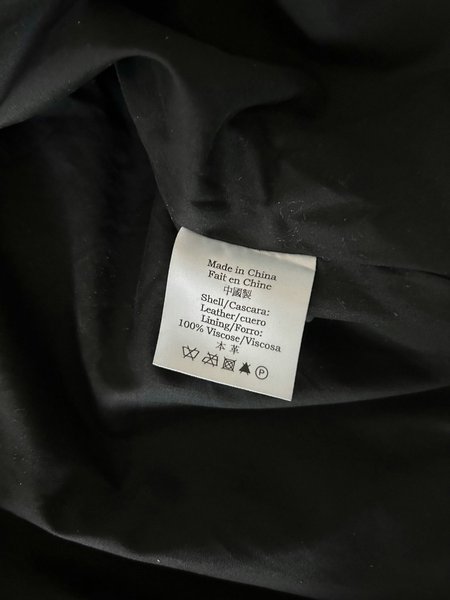 Made in China
Fait en Chine
中國製
Shell/Cascara:
Leather/cuero
Lining/Forro:
100% Viscose/Viscosa
本革
P